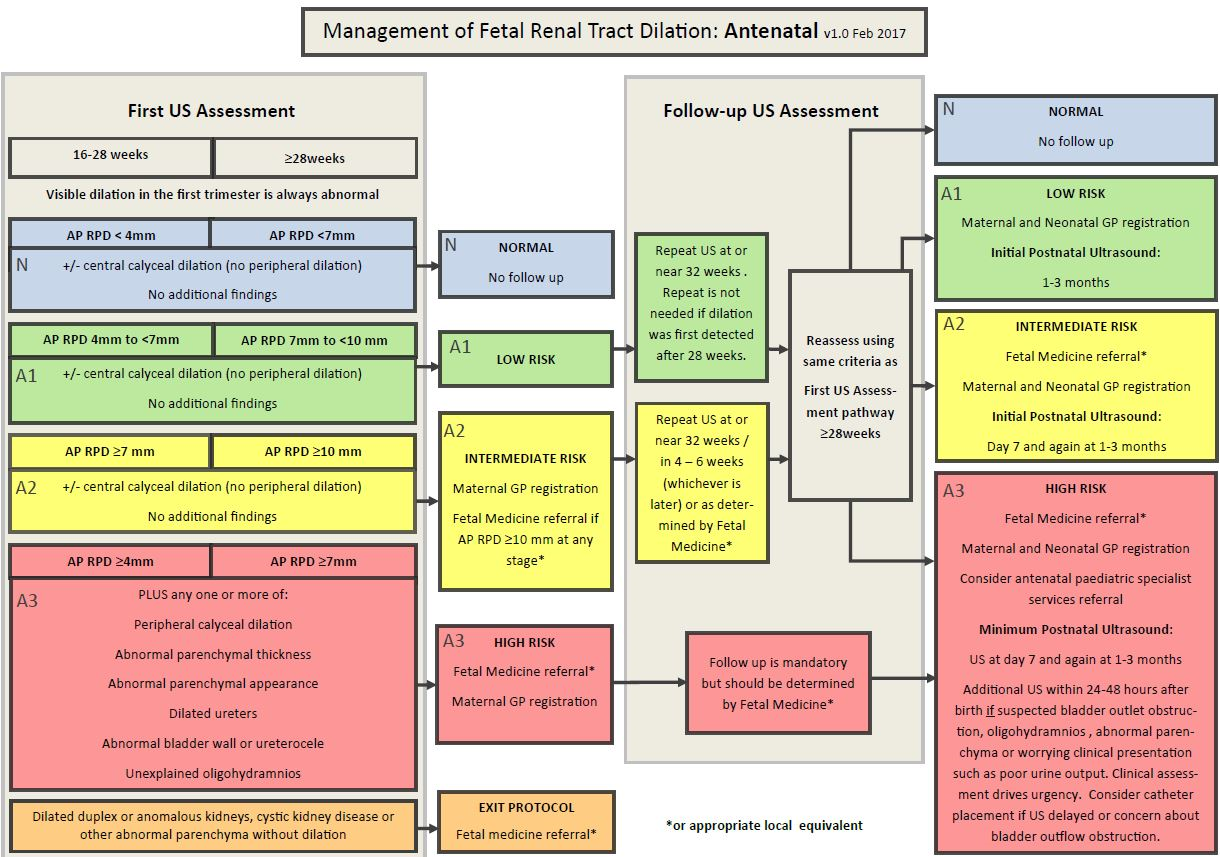 Management of Fetal Renal Tract Dilation: Antenatal v1.0 Feb 2017
First US Assessment
16-28 weeks
≥28weeks
Visible dilation in the first trimester is always abnormal
AP RPD < 4mm
AP RPD <7mm
N
+/- central calyceal dilation (no peripheral dilation)
No additional findings
AP RPD 4mm to <7mm
AP RPD 7mm to <10 mm
A1
+/- central calyceal dilation (no peripheral dilation)
No additional findings
AP RPD ≥7 mm
AP RPD ≥10 mm
A2
+/- central calyceal dilation (no peripheral dilation)
No additional findings
AP RPD ≥4mm
AP RPD ≥7mm
A3
PLUS any one or more of:
Peripheral calyceal dilation
Abnormal parenchymal thickness
Abnormal parenchymal appearance
Dilated ureters
Abnormal bladder wall or ureterocele
Unexplained oligohydramnios
Dilated duplex or anomalous kidneys, cystic kidney disease or
other abnormal parenchyma without dilation
N
NORMAL
No follow up
A1
LOW RISK
A2
INTERMEDIATE RISK
Maternal GP registration
Fetal Medicine referral if
AP RPD ≥10 mm at any
stage*
A3
HIGH RISK
Fetal Medicine referral*
Maternal GP registration
EXIT PROTOCOL
Fetal medicine referral*
Follow-up US Assessment
Repeat US at or
near 32 weeks .
Repeat is not
needed if dilation
was first detected
after 28 weeks.
Repeat US at or
near 32 weeks /
in 4 – 6 weeks
(whichever is
later) or as deter-
mined by Fetal
Medicine*
Reassess using
same criteria as
First US Assess-
ment pathway
≥28weeks
Follow up is mandatory
but should be determined
by Fetal Medicine*
*or appropriate local equivalent
N
NORMAL
No follow up
A1
LOW RISK
Maternal and Neonatal GP registration
Initial Postnatal Ultrasound:
1-3 months
A2
INTERMEDIATE RISK
Fetal Medicine referral*
Maternal and Neonatal GP registration
Initial Postnatal Ultrasound:
Day 7 and again at 1-3 months
A3
HIGH RISK
Fetal Medicine referral*
Maternal and Neonatal GP registration
Consider antenatal paediatric specialist
services referral
Minimum Postnatal Ultrasound:
US at day 7 and again at 1-3 months
Additional US within 24-48 hours after
birth if suspected bladder outlet obstruc-
tion, oligohydramnios , abnormal paren-
chyma or worrying clinical presentation
such as poor urine output. Clinical assess-
ment drives urgency. Consider catheter
placement if US delayed or concern about
bladder outflow obstruction.